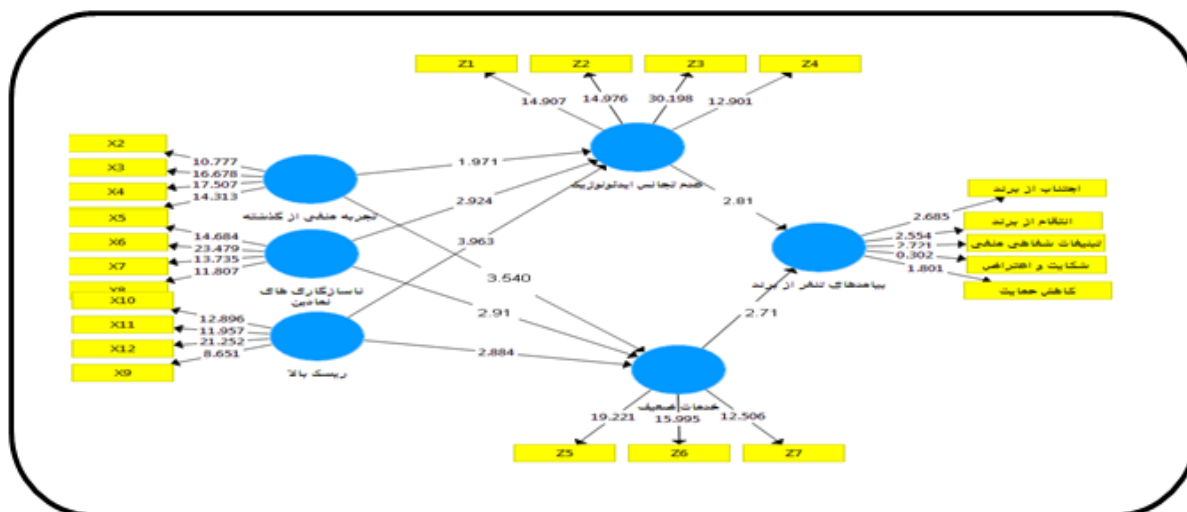 Z1
Z2
Z3
Z4
14.907
14.976
30.198
12.901
X2
X3
X4
X5
10.777
16.678
17.507
14.313
تجربه منفی از گذشته
1.971
3.540
عدم تجانس ایدئولوژیک
2.81
X6
X7
14.684
23.479
13.735
11.807
ناسازگاری های
نمادین
2.924
2.91
X10
X11
X12
X9
12.896
11.957
21.252
8.651
ریسک بالا
3.963
2.884
پیامدهای تنفر از برند
2.685
2.554
2.721
0.302
1.801
اجتناب از برند
انتقام از برند
تبلیغات شفاهی منفی
شکایت و اعتراض
کاهش حمایت
2.71
خدمات ضعیف
19.221
15.995
12.506
Z5
Z6
Z7